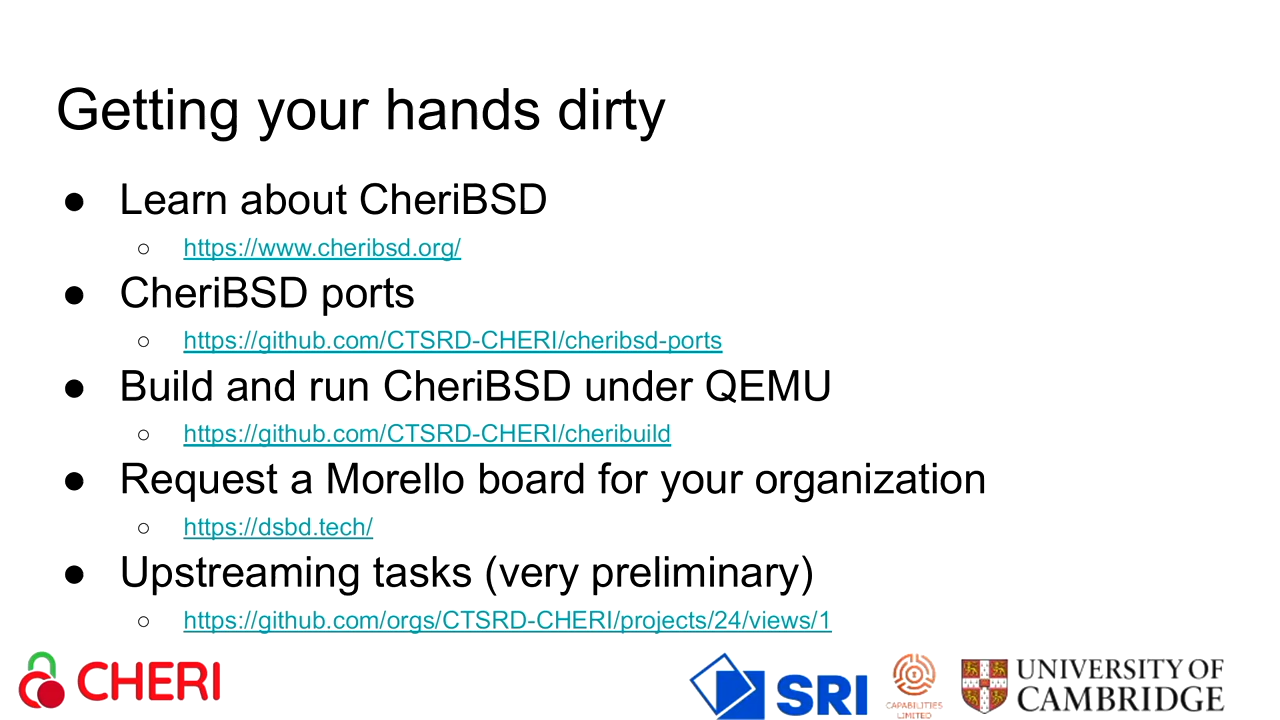 Getting your hands dirty
● Learn about CheriBSD
○ https://www.cheribsd.org/
● CheriBSD ports
○ https://github.com/CTSRD-CHERI/cheribsd-ports
● Build and run CheriBSD under QEMU
○ https://github.com/CTSRD-CHERI/cheribuild
● Request a Morello board for your organization
○ https://dsbd.tech/
● Upstreaming tasks (very preliminary)
○ https://github.com/orgs/CTSRD-CHERI/projects/24/views/1
CHERI
SRI
CAPABILITIES
LIMITED
UNIVERSITY OF
CAMBRIDGE